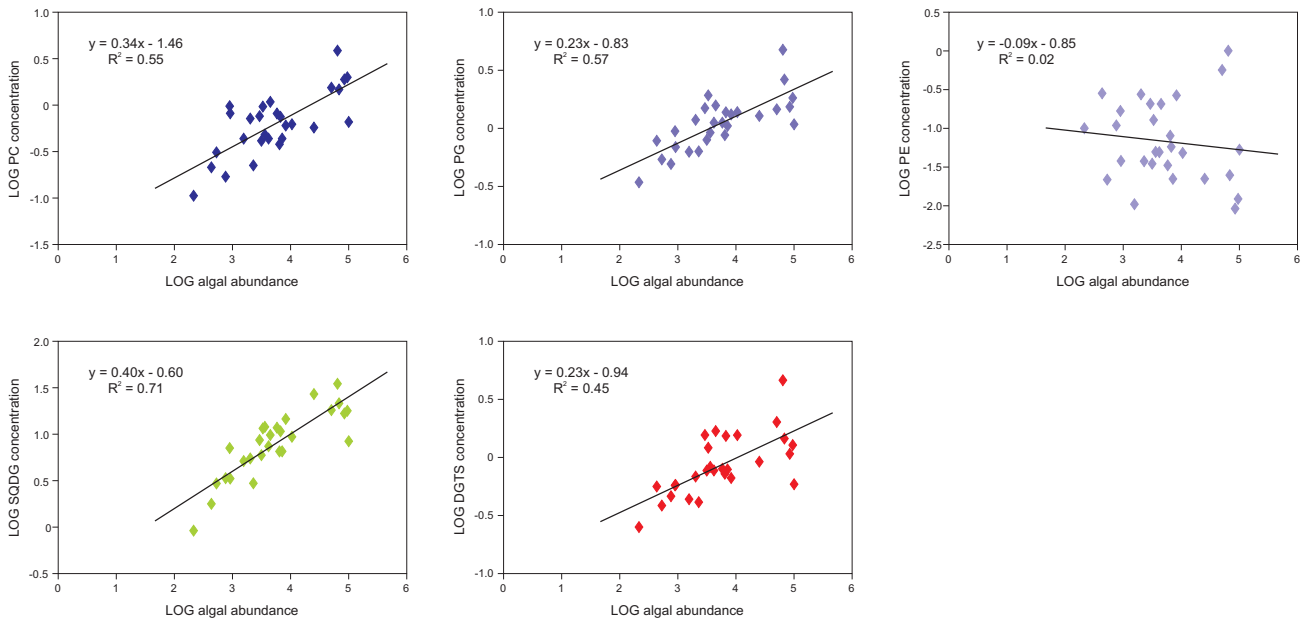 1.0
0.5
0
-0.5
-1.0
-1.5
LOG PC concentration
y = 0.34x - 1.46
R² = 0.55
0 1 2 3 4 5 6
LOG algal abundance
1.0
0.5
0
-0.5
-1.0
LOG PG concentration
y = 0.23x - 0.83
R² = 0.57
0 1 2 3 4 5 6
LOG algal abundance
0.5
0
-0.5
-1.0
-1.5
-2.0
-2.5
LOG PE concentration
y = -0.09x - 0.85
R² = 0.02
0 1 2 3 4 5 6
LOG algal abundance
2.0
1.5
1.0
0.5
0
-0.5
LOG SQDG concentration
y = 0.40x - 0.60
R² = 0.71
0 1 2 3 4 5 6
LOG algal abundance
1.0
0.5
0
-0.5
-1.0
LOG DGTS concentration
y = 0.23x - 0.94
R² = 0.45
0 1 2 3 4 5 6
LOG algal abundance